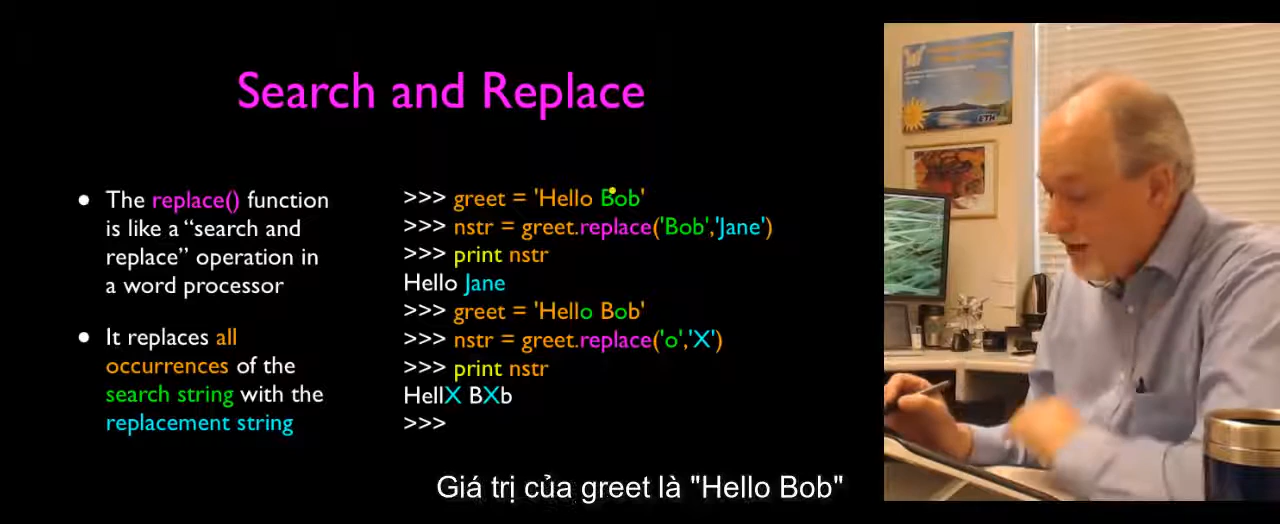 Search and Replace
● The replace() function
is like a “search and
replace” operation in
a word processor
● It replaces all
occurrences of the
search string with the
replacement string
>>> greet = 'Hello Bob'
>>> nstr = greet.replace('Bob','Jane')
>>> print nstr
Hello Jane
>>> greet = 'Hello Bob'
>>> nstr = greet.replace('o','X')
>>> print nstr
HellX BXb
>>>
Giá trị của greet là "Hello Bob"
ETH